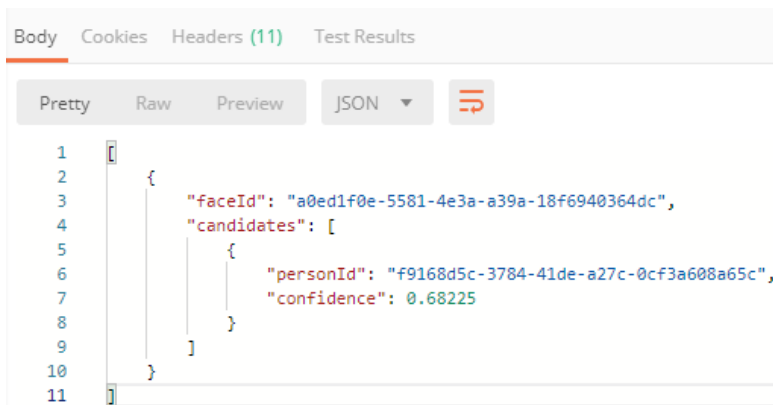 Body Cookies Headers (11) Test Results
Pretty Raw Preview JSON
1 [
2 {
3 "faceId": "a0ed1f0e-5581-4e3a-a39a-18f6940364dc",
4 "candidates": [
5 {
6 "personId": "f9168d5c-3784-41de-a27c-0cf3a608a65c",
7 "confidence": 0.68225
8 }
9 ]
10 }
11 ]